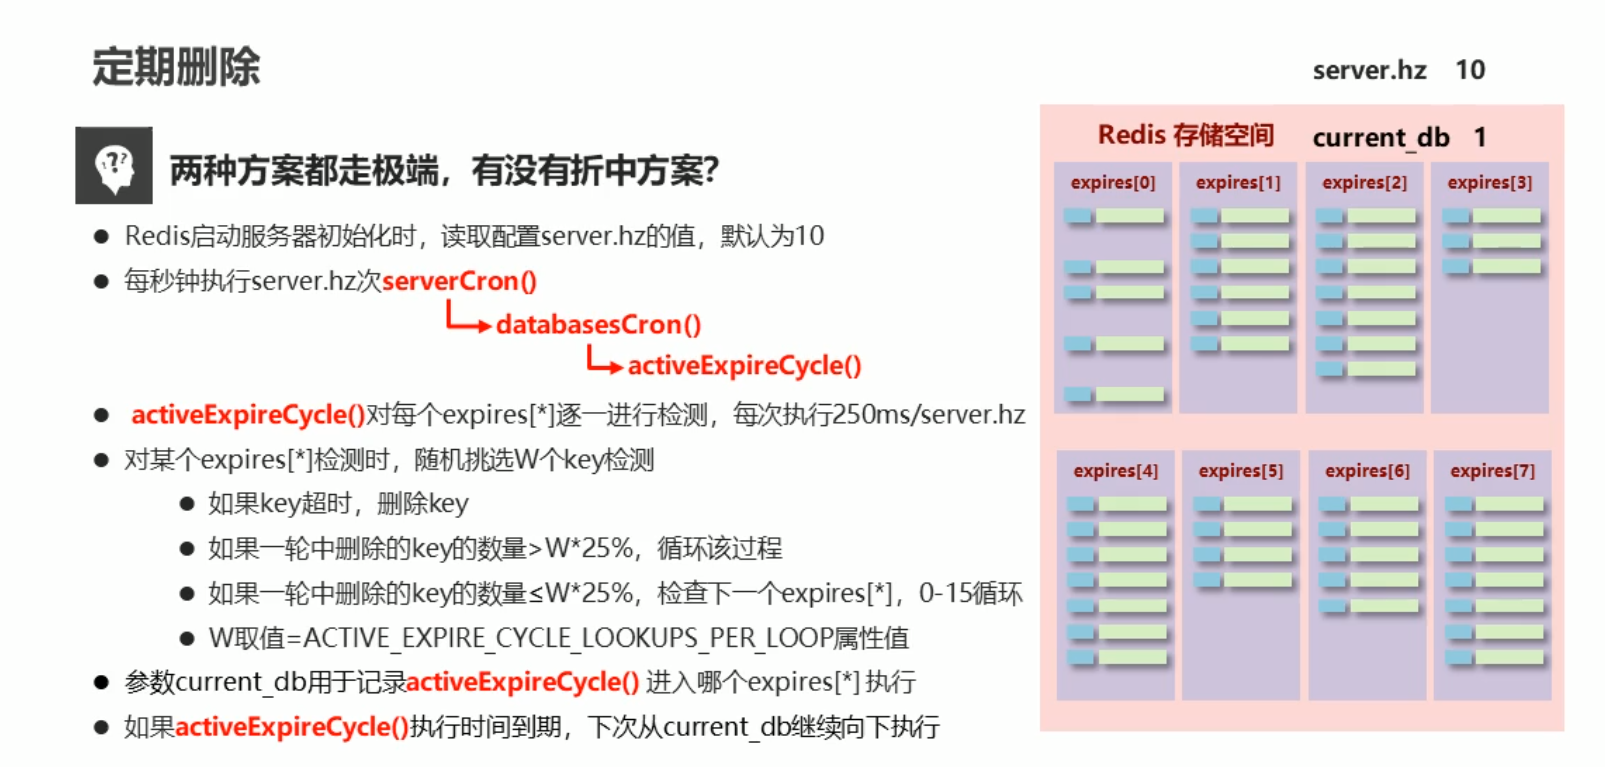 定期删除
server.hz 10
两种方案都走极端，有没有折中方案？
Redis启动服务器初始化时，读取配置server.hz的值，默认为10
每秒钟执行server.hz次serverCron()
databasesCron()
activeExpireCycle()
activeExpireCycle()对每个expires[*]逐一进行检测，每次执行250ms/server.hz
对某个expires[*]检测时，随机挑选W个key检测
如果key超时，删除key
如果一轮中删除的key的数量>W*25%，循环该过程
如果一轮中删除的key的数量≤W*25%，检查下一个expires[*]，0-15循环
W取值=ACTIVE_EXPIRE_CYCLE_LOOKUPS_PER_LOOP属性值
参数current_db用于记录activeExpireCycle() 进入哪个expires[*] 执行
如果activeExpireCycle()执行时间到期，下次从current_db继续向下执行
Redis 存储空间 current_db 1
expires[0] expires[1] expires[2] expires[3]
expires[4] expires[5] expires[6] expires[7]